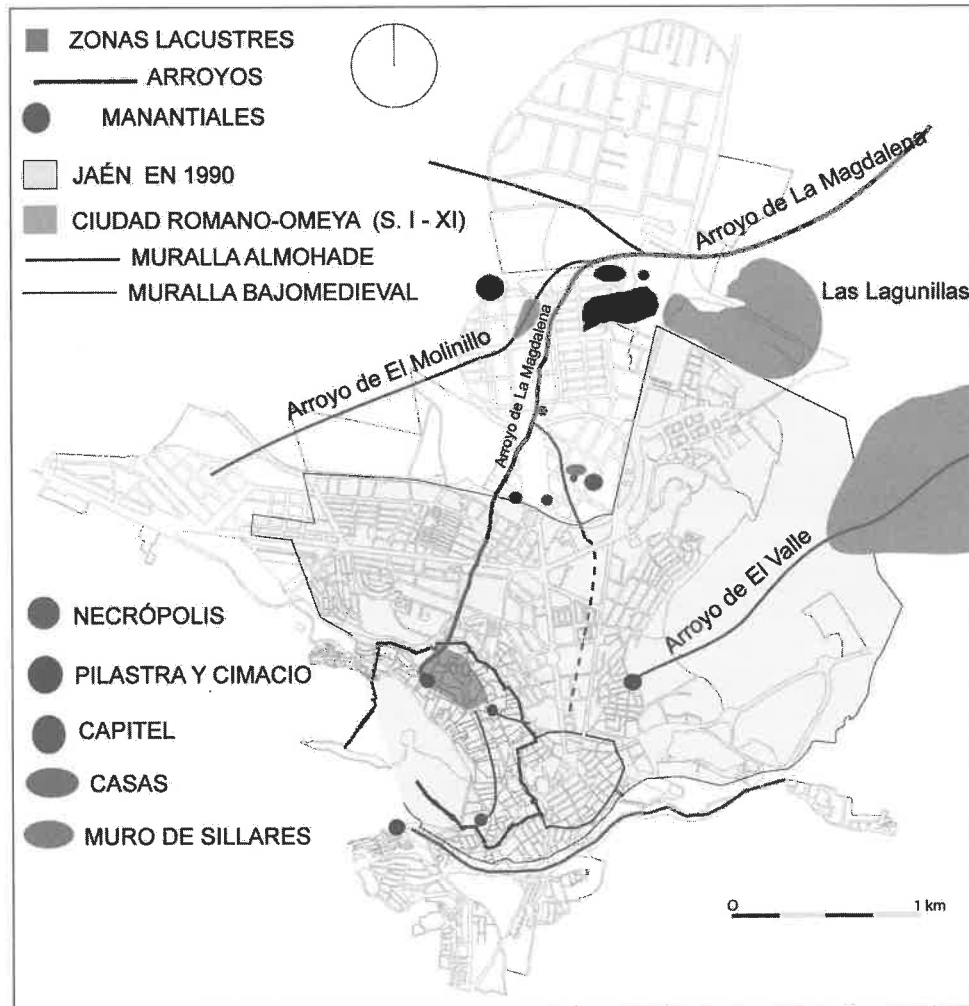 ZONAS LACUSTRES
ARROYOS
MANANTIALES
JAÉN EN 1990
CIUDAD ROMANO-OMEYA (S. I - XI)
MURALLA ALMOHADE
MURALLA BAJOMEDIEVAL
Arroyo de La Magdalena
Las Lagunillas
Arroyo de El Molinillo
Arroyo de La Magdalena
Arroyo de El Valle
NECRÓPOLIS
PILASTRA Y CIMACIO
CAPITEL
CASAS
MURO DE SILLARES
O 1 km